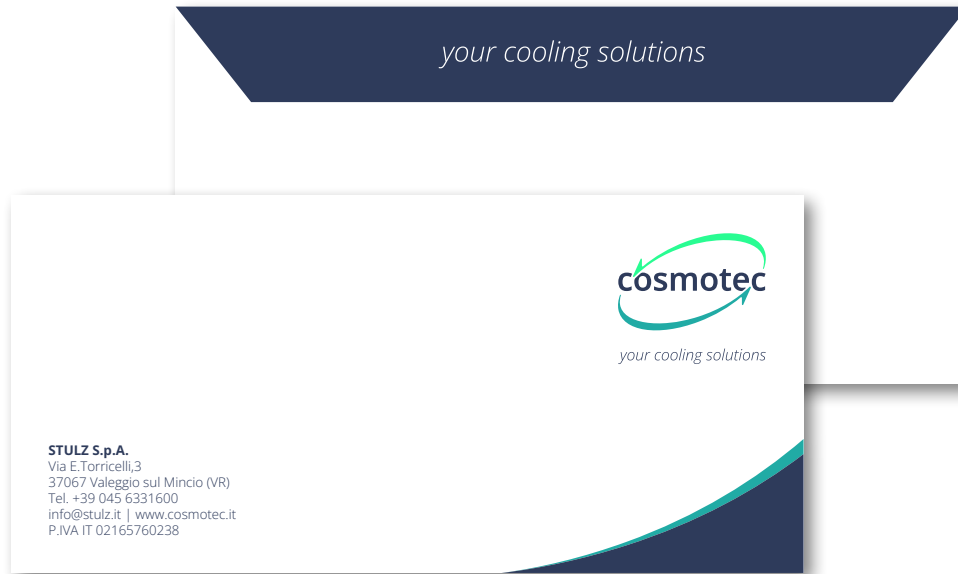 your cooling solutions
cosmotec
your cooling solutions
STULZ S.p.A.
Via E.Torricelli,3
37067 Valeggio sul Mincio (VR)
Tel. +39 045 6331600
info@stulz.it | www.cosmotec.it
P.IVA IT 02165760238